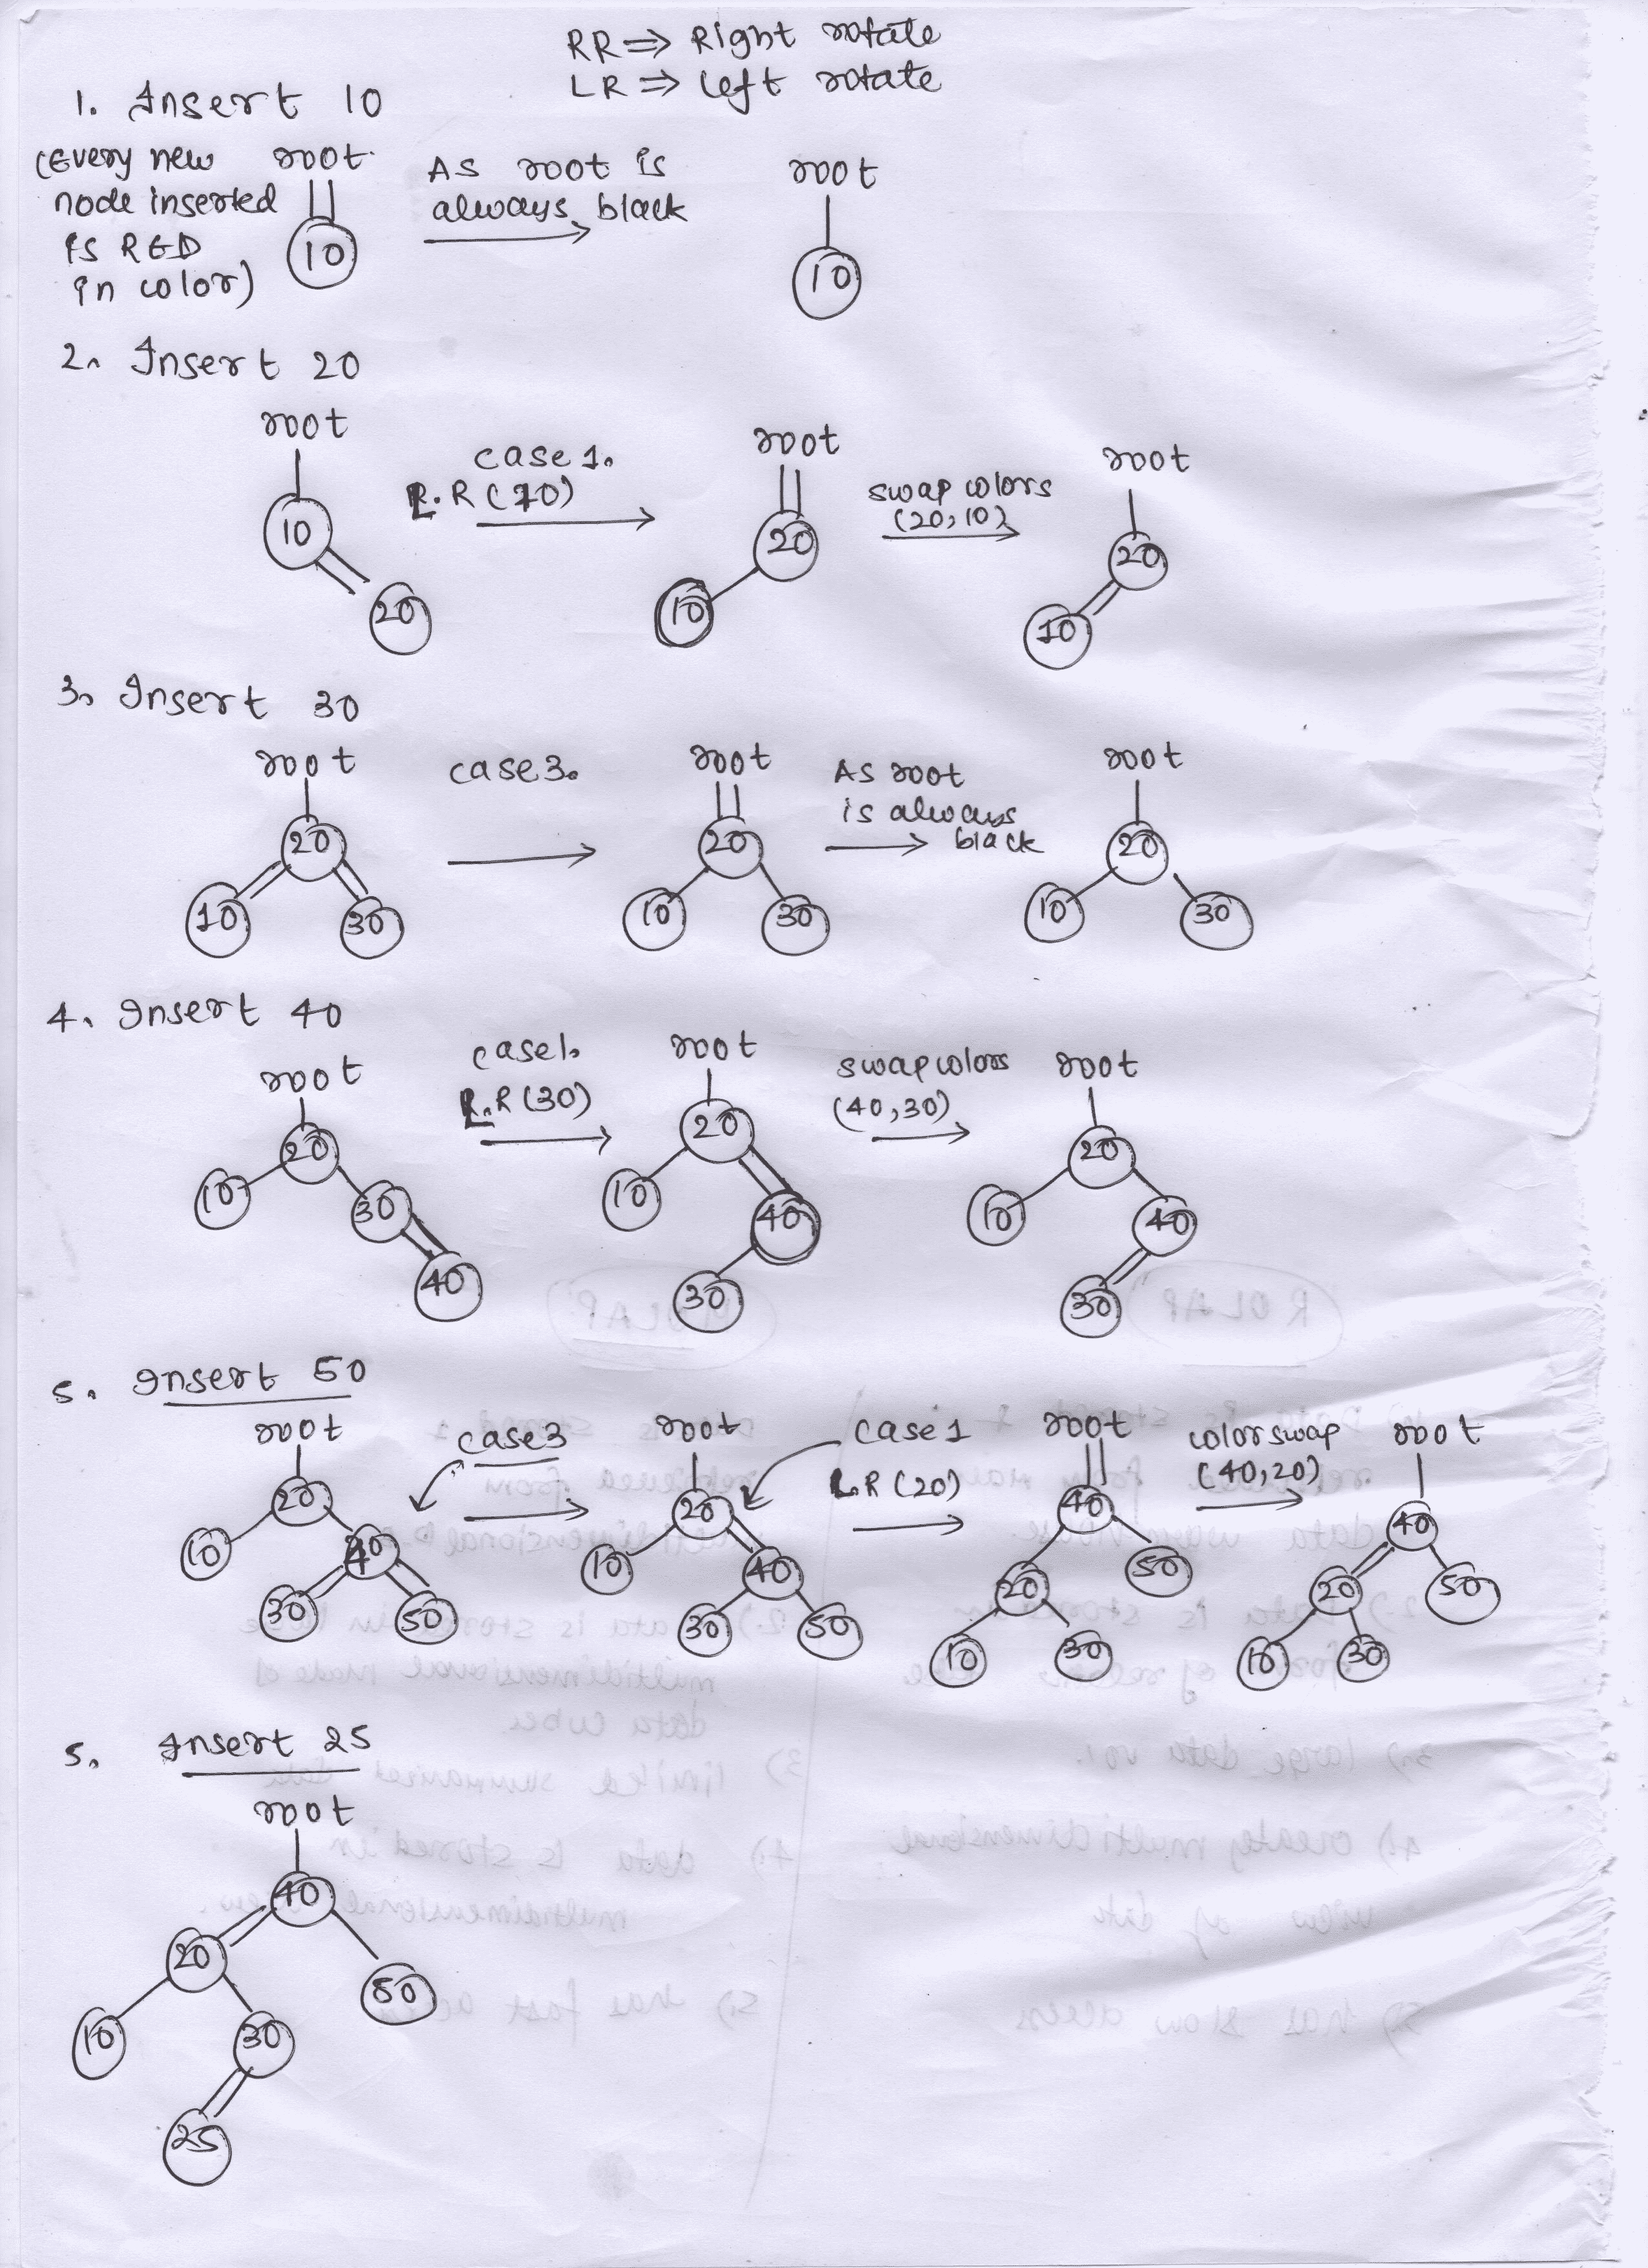 RR⇒ Right rotate
LR⇒ left rotate
1. Insert 10
(Every new
node inserted
is RED
in color)
root
10
As root is
always black
root
10
2. Insert 20
root
10
20
case 1.
L.R (10)
root
20
10
swap colors
(20,10)
root
20
10
3. Insert 30
root
20
10
30
case 3.
root
20
10
30
As root
is always
black
root
20
10
30
4. Insert 40
root
20
10
30
40
case1.
L.R (30)
root
20
10
40
30
swap colors
(40,30)
root
20
10
40
30
5. Insert 50
root
20
10
40
30
50
case3
root
20
10
40
30
50
case 1
L.R (20)
root
40
20
50
10
30
color swap
(40,20)
root
40
20
50
10
30
5. Insert 25
root
40
20
50
10
30
25